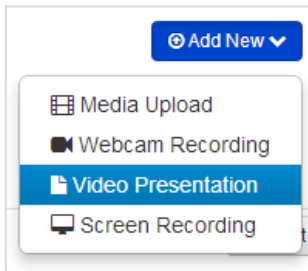 Add New
Media Upload
Webcam Recording
Video Presentation
Screen Recording